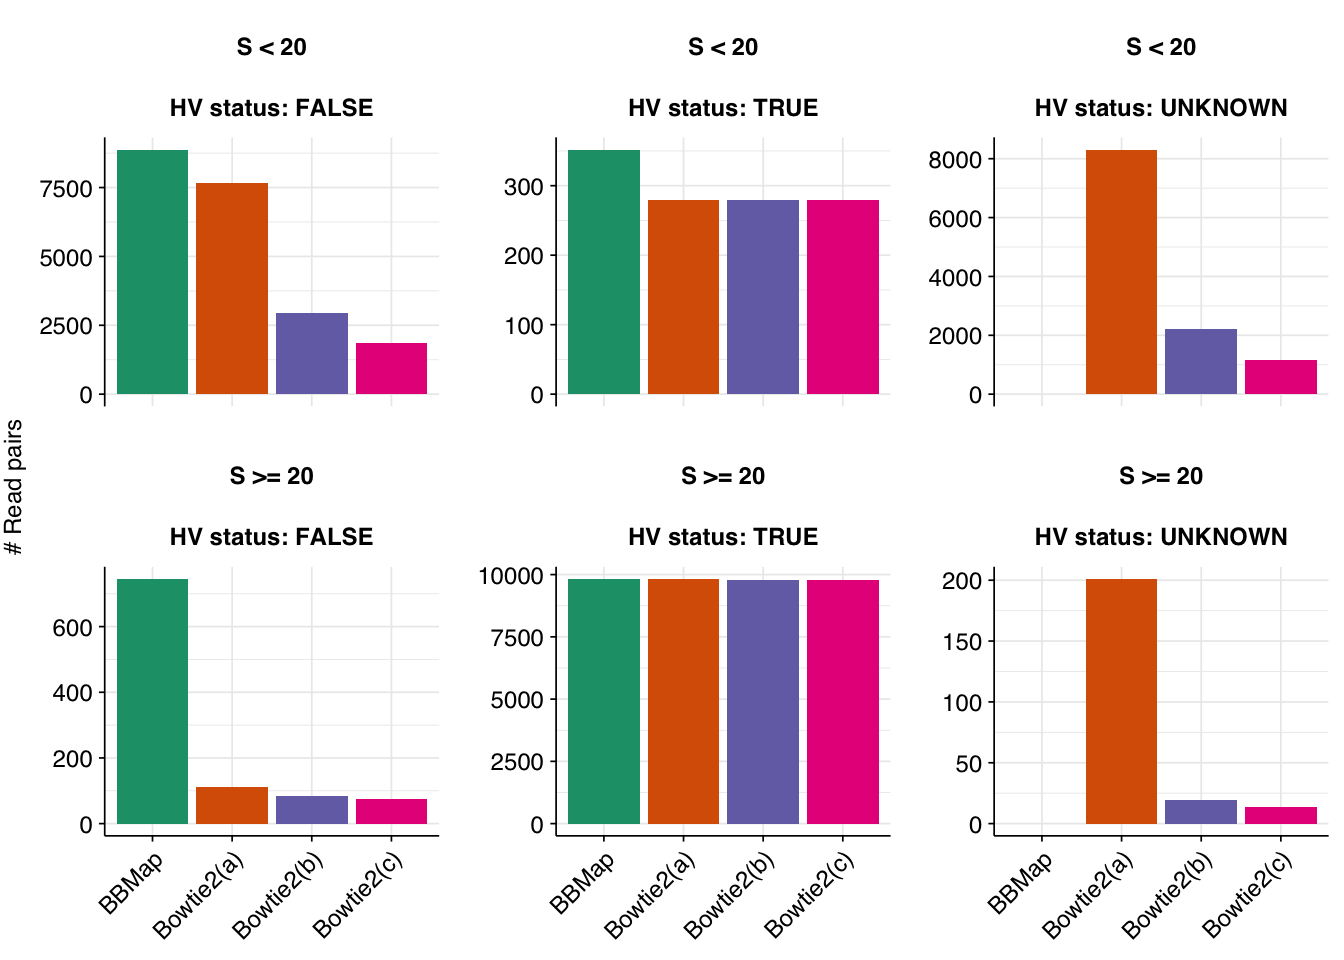 S < 20
S < 20
S < 20
HV status: FALSE
HV status: TRUE
HV status: UNKNOWN
7500
5000
2500
0
300
200
100
0
8000
6000
4000
2000
0
# Read pairs
S >= 20
S >= 20
S >= 20
HV status: FALSE
HV status: TRUE
HV status: UNKNOWN
600
400
200
0
10000
7500
5000
2500
0
200
150
100
50
0
BBMap
Bowtie2(a)
Bowtie2(b)
Bowtie2(c)
BBMap
Bowtie2(a)
Bowtie2(b)
Bowtie2(c)
BBMap
Bowtie2(a)
Bowtie2(b)
Bowtie2(c)